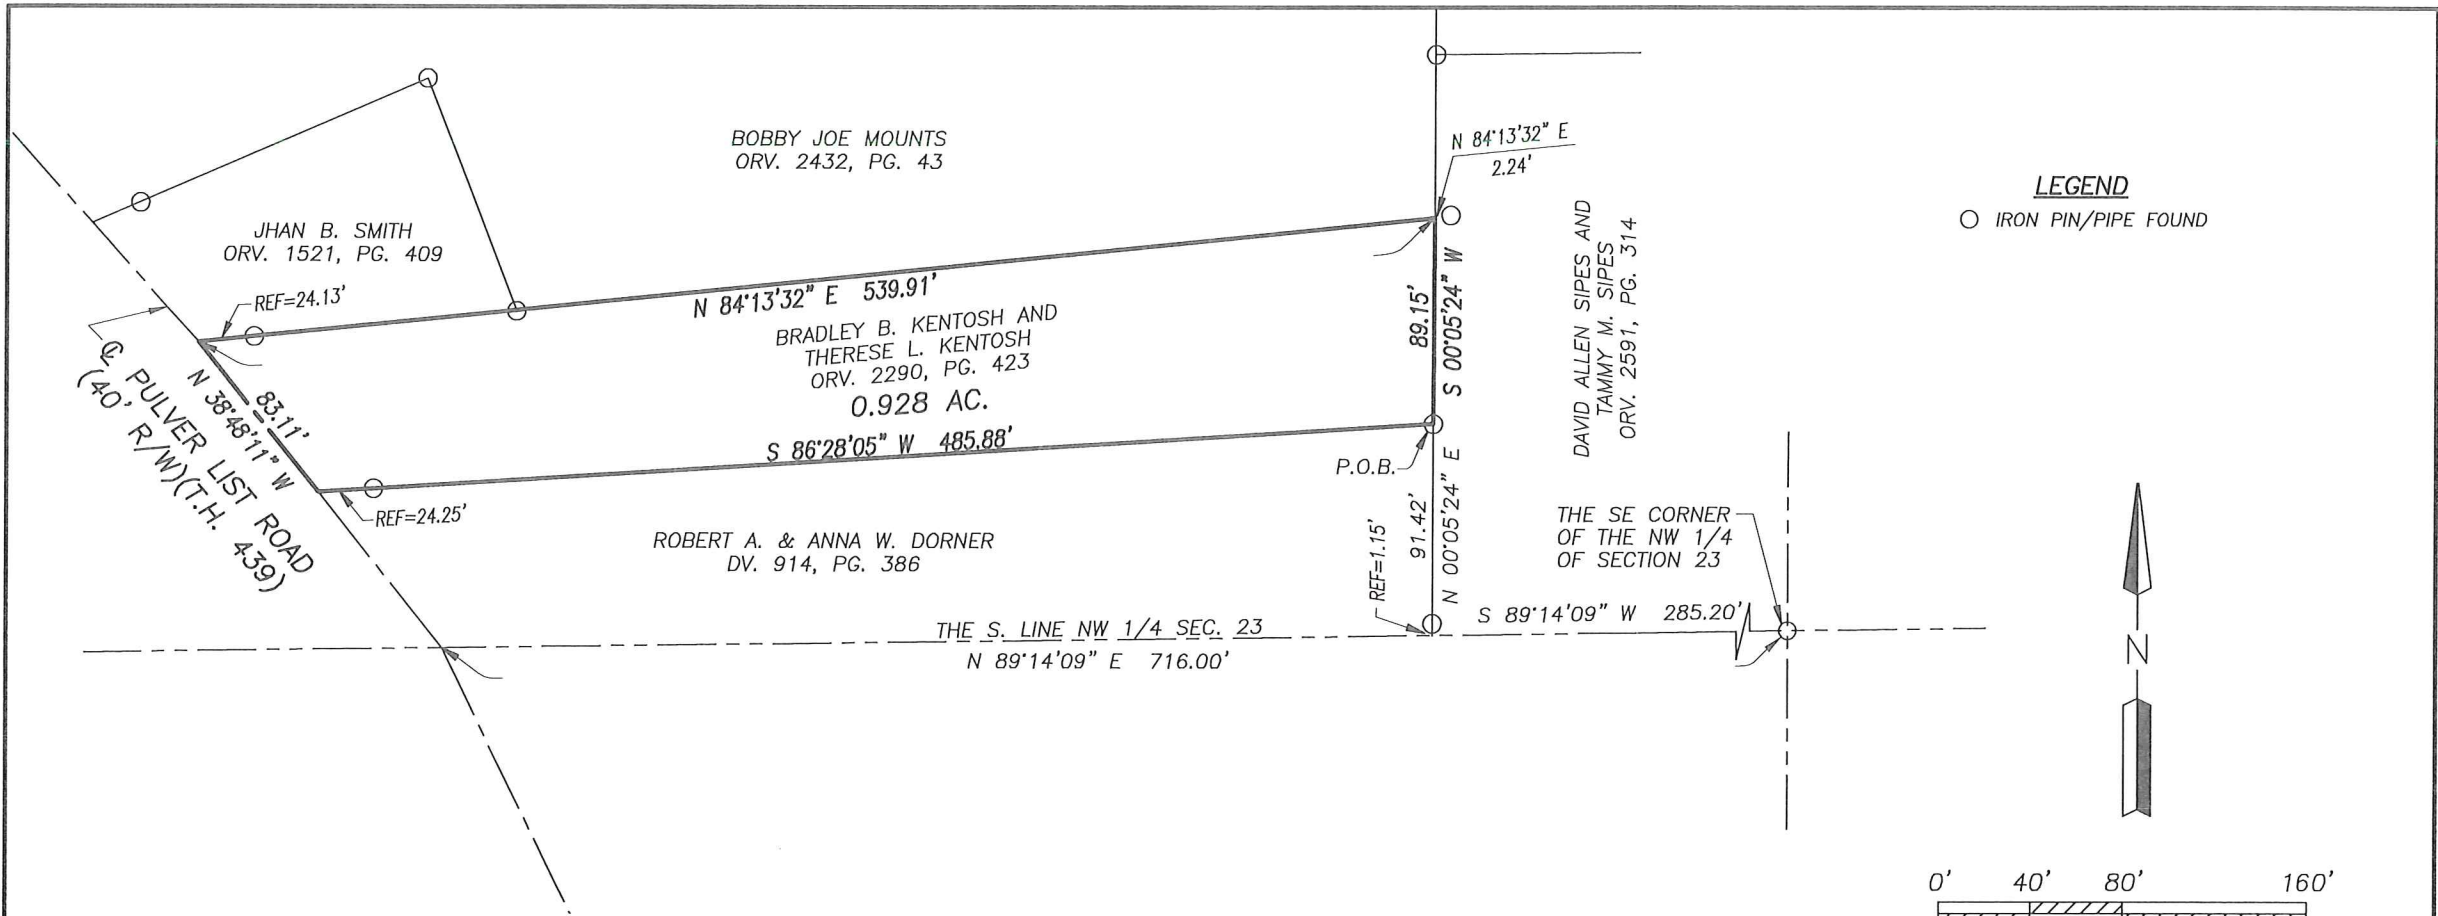 BOBBY JOE MOUNTS
ORV. 2432, PG. 43
N 84°13'32" E
2.24'
LEGEND
IRON PIN/PIPE FOUND
JHAN B. SMITH
ORV. 1521, PG. 409
REF=24.13'
N 84°13'32" E 539.91'
BRADLEY B. KENTOSH AND
THERESE L. KENTOSH
ORV. 2290, PG. 423
0.928 AC.
S 86°28'05" W 485.88'
89.15'
S 00°05'24" W
DAVID ALLEN SIPES AND
TAMMY M. SIPES
ORV. 2591, PG. 314
83.11'
N 38°48'11" W
℄ PULVER LIST ROAD
(40' R/W)(T.H. 439)
REF=24.25'
P.O.B.
ROBERT A. & ANNA W. DORNER
DV. 914, PG. 386
REF=1.15'
91.42'
N 00°05'24" E
THE SE CORNER
OF THE NW 1/4
OF SECTION 23
S 89°14'09" W 285.20'
THE S. LINE NW 1/4 SEC. 23
N 89°14'09" E 716.00'
N
0' 40' 80' 160'